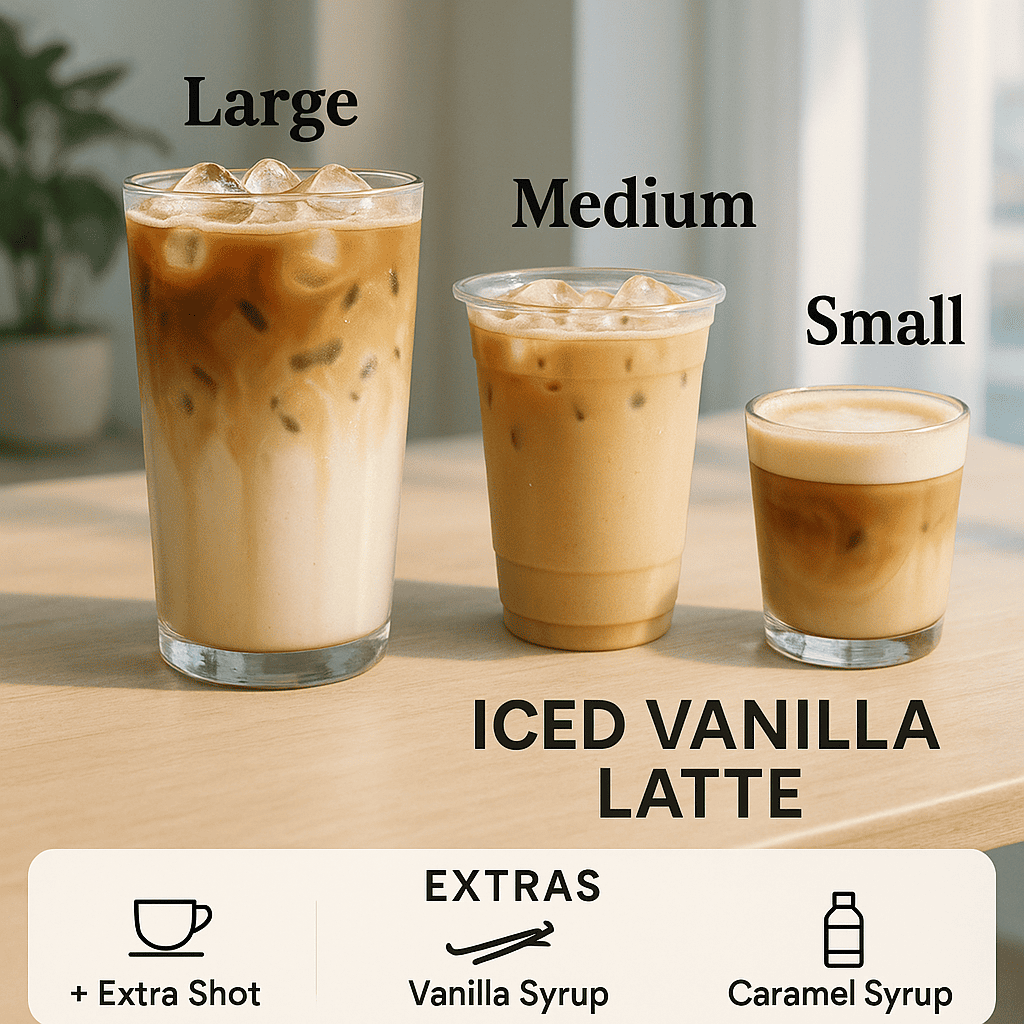 Large
Medium
Small
ICED VANILLA
LATTE
EXTRAS
+ Extra Shot
Vanilla Syrup
Caramel Syrup